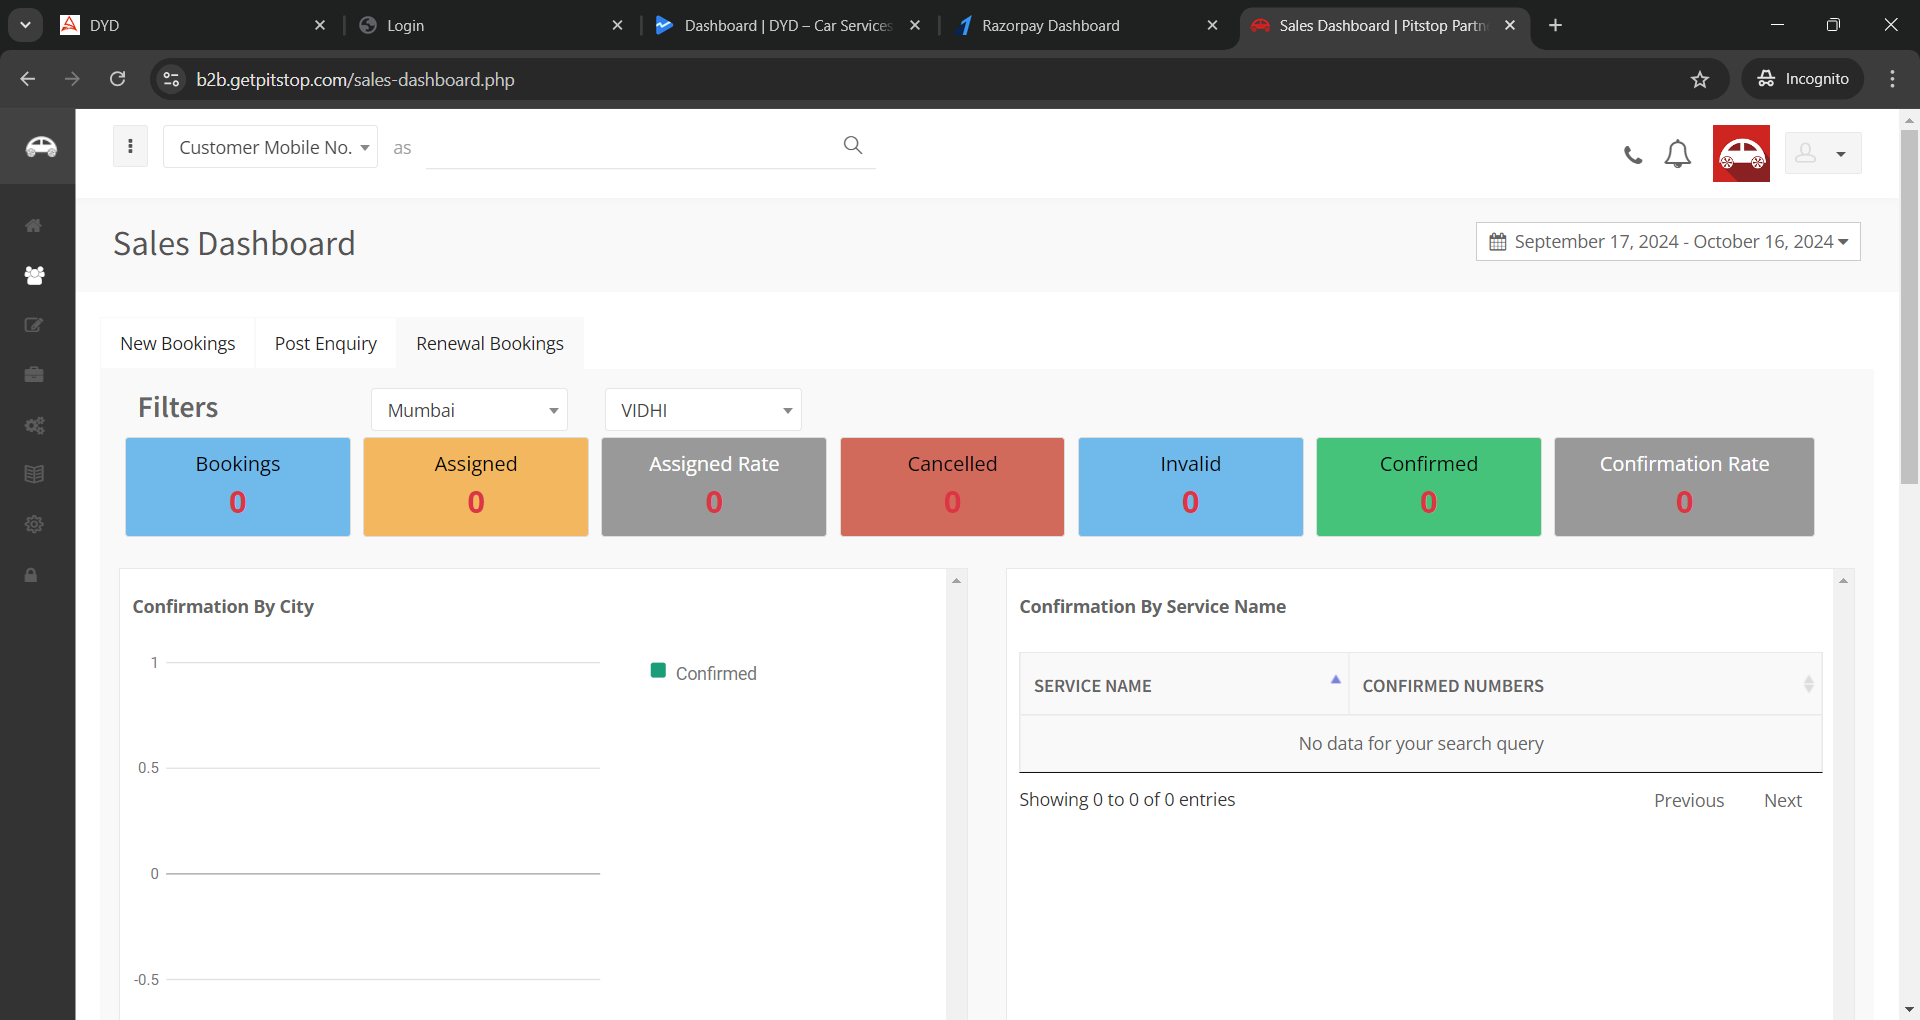 DYD
Login
Dashboard | DYD – Car Services
Razorpay Dashboard
Sales Dashboard | Pitstop Partn
b2b.getpitstop.com/sales-dashboard.php
Incognito
Customer Mobile No.
as
Sales Dashboard
September 17, 2024 - October 16, 2024
New Bookings
Post Enquiry
Renewal Bookings
Filters
Mumbai
VIDHI
Bookings
0
Assigned
0
Assigned Rate
0
Cancelled
0
Invalid
0
Confirmed
0
Confirmation Rate
0
Confirmation By City
1
0.5
0
-0.5
Confirmed
Confirmation By Service Name
SERVICE NAME
CONFIRMED NUMBERS
No data for your search query
Showing 0 to 0 of 0 entries
Previous
Next